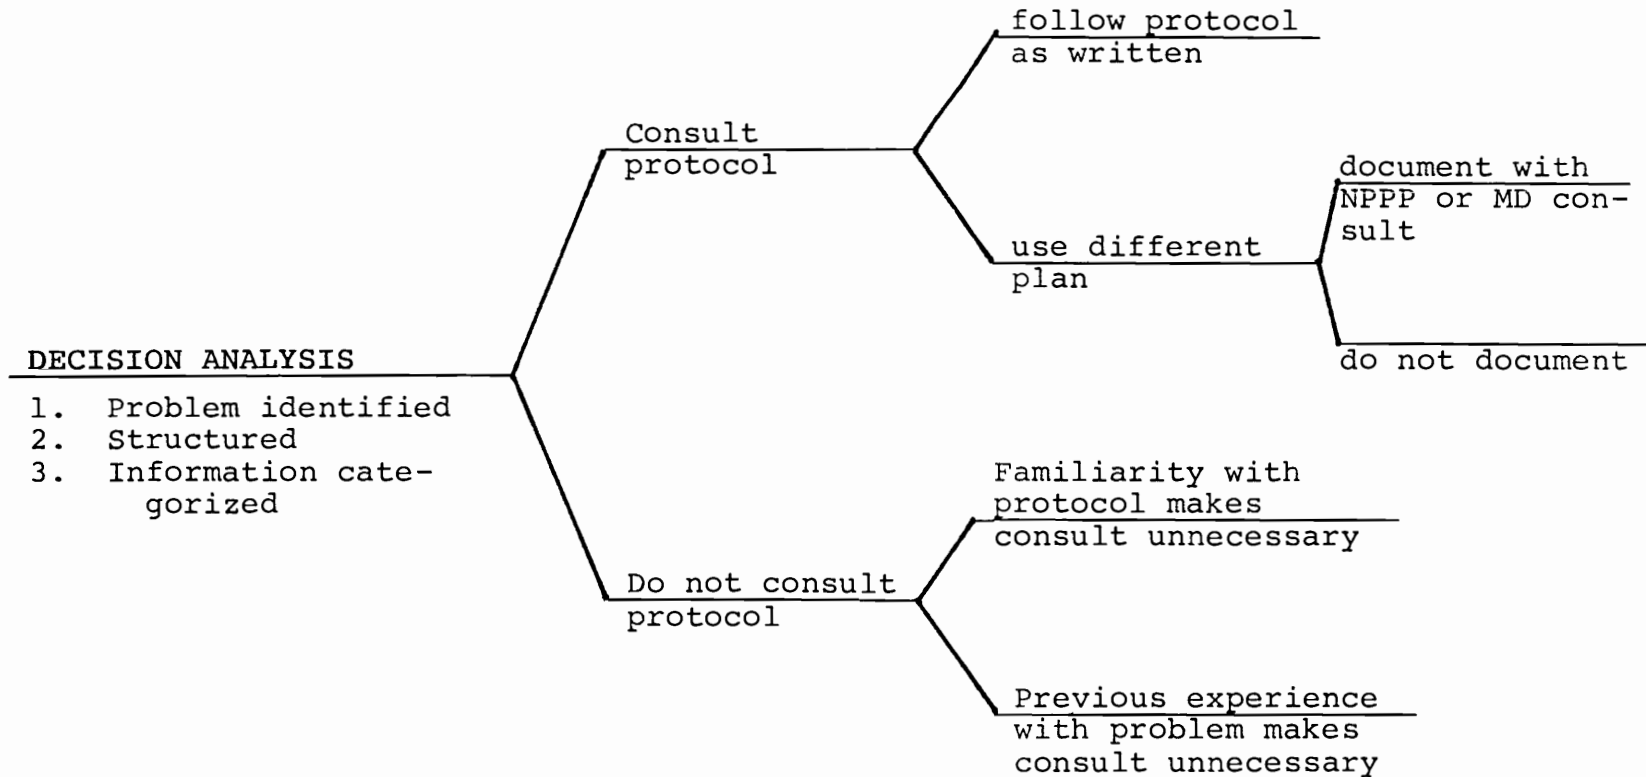 follow protocol
as written
Consult
protocol
document with
NPPP or MD con-
sult
use different
plan
do not document
DECISION ANALYSIS
1. Problem identified
2. Structured
3. Information cate-
gorized
Familiarity with
protocol makes
consult unnecessary
Do not consult
protocol
Previous experience
with problem makes
consult unnecessary